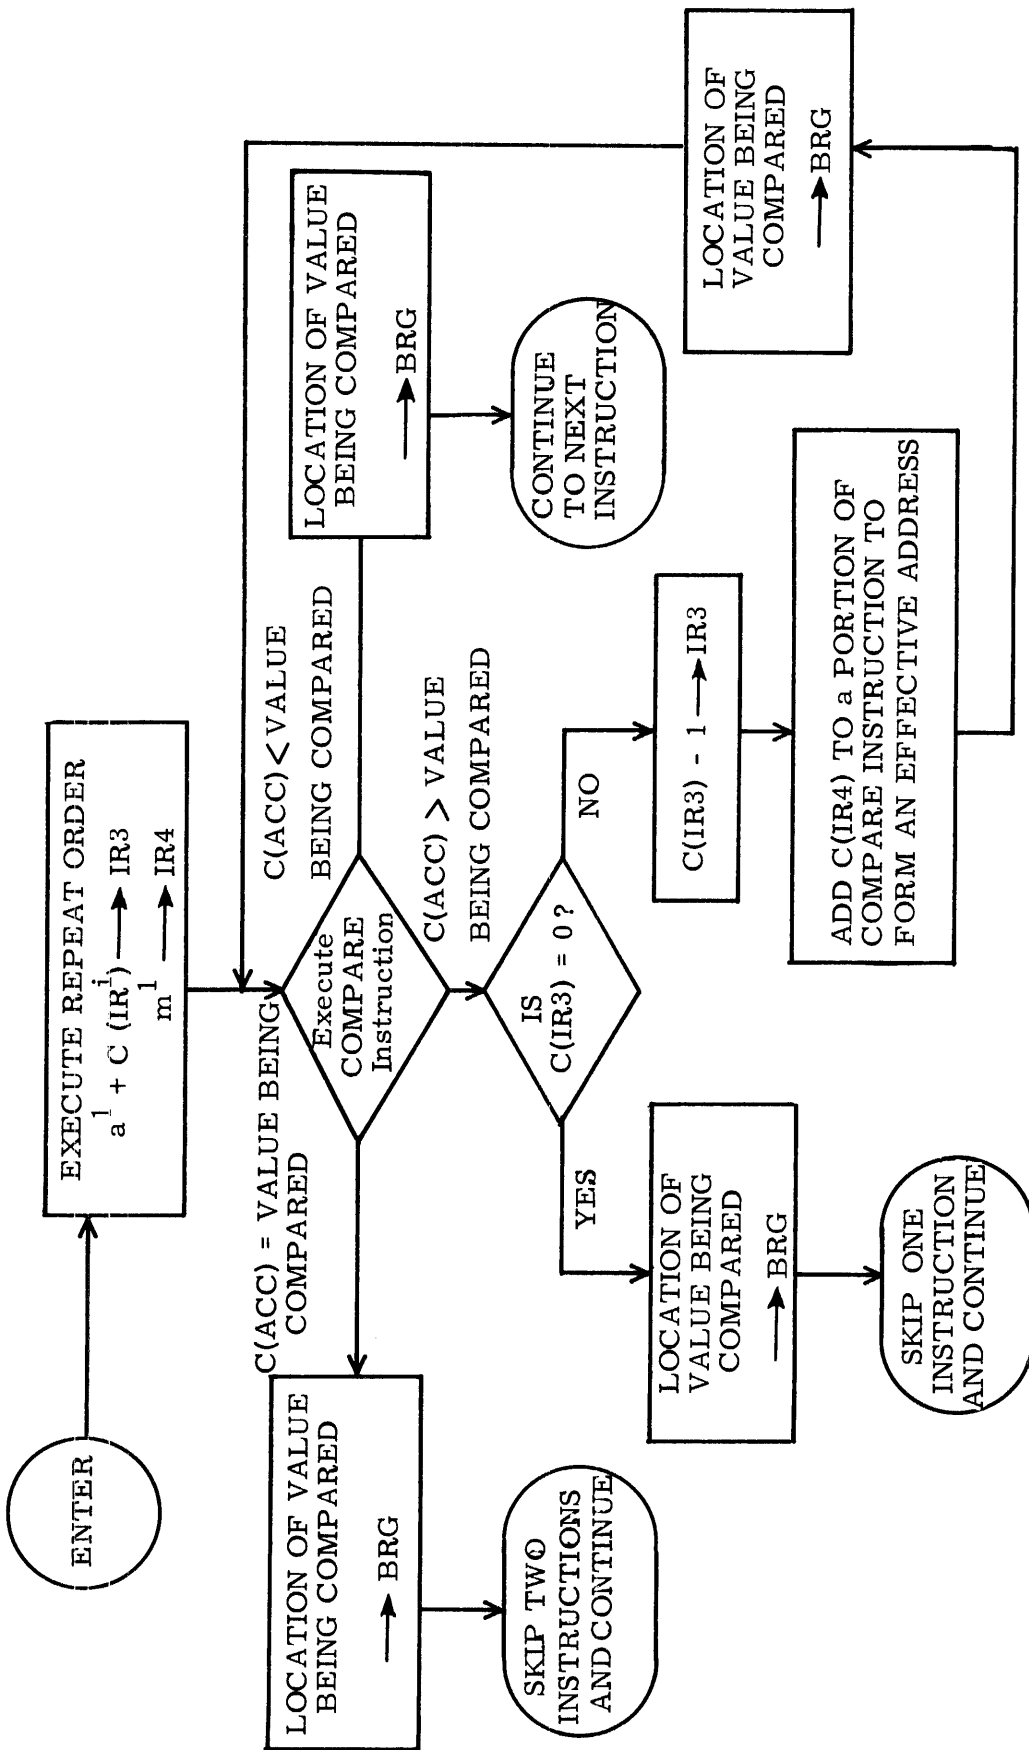 ENTER
EXECUTE REPEAT ORDER
a¹ + C (IRⁱ) → IR3
m¹ → IR4
Execute
COMPARE
Instruction
C(ACC) = VALUE BEING
COMPARED
LOCATION OF VALUE
BEING COMPARED
→ BRG
SKIP TWO
INSTRUCTIONS
AND CONTINUE
C(ACC) < VALUE
BEING COMPARED
LOCATION OF VALUE
BEING COMPARED
→ BRG
CONTINUE
TO NEXT
INSTRUCTION
C(ACC) > VALUE
BEING COMPARED
IS
C(IR3) = 0 ?
YES
LOCATION OF
VALUE BEING
COMPARED
→ BRG
SKIP ONE
INSTRUCTION
AND CONTINUE
NO
C(IR3) - 1 → IR3
ADD C(IR4) TO a PORTION OF
COMPARE INSTRUCTION TO
FORM AN EFFECTIVE ADDRESS
LOCATION OF
VALUE BEING
COMPARED
→ BRG